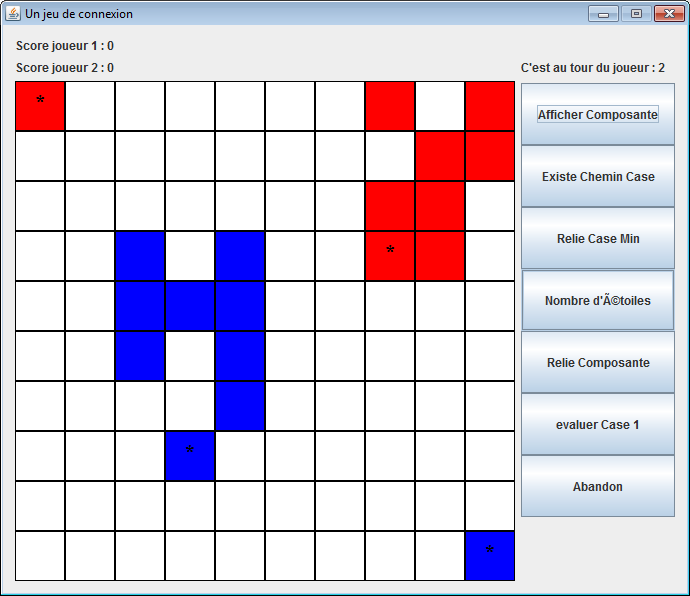 Un jeu de connexion
Score joueur 1 : 0
Score joueur 2 : 0
C'est au tour du joueur : 2
*
Afficher Composante
Existe Chemin Case
Relie Case Min
*
Nombre d'Ã©toiles
Relie Composante
evaluer Case 1
*
Abandon
*